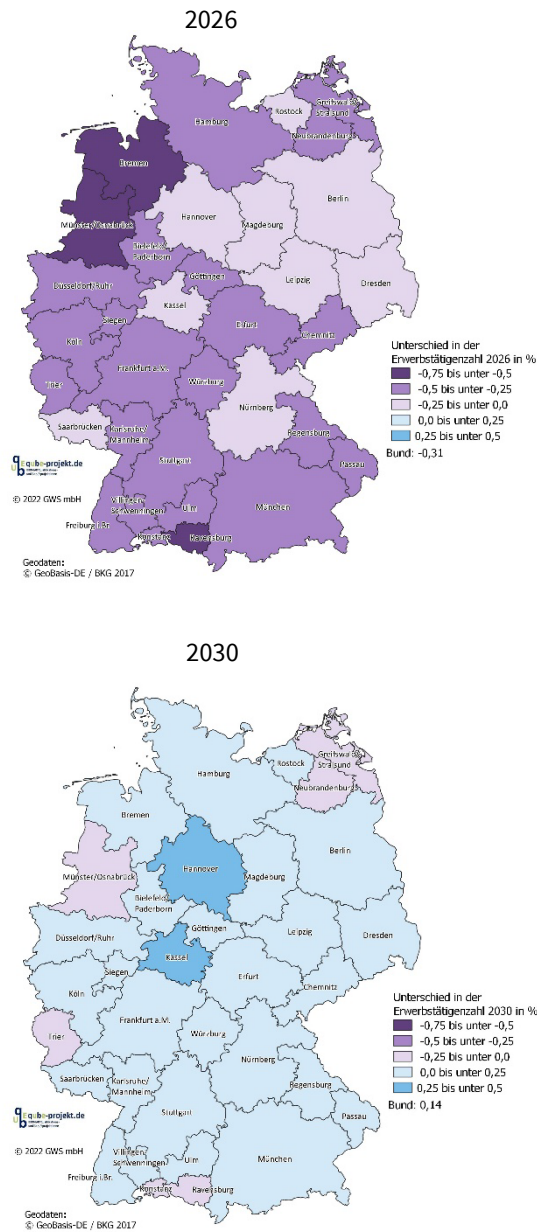 2026
Rostock
Greifswald/
Stralsund
Hamburg
Neubrandenburg
Bremen
Berlin
Hannover
Magdeburg
Münster/Osnabrück
Bielefeld/
Paderborn
Göttingen
Leipzig
Dresden
Düsseldorf/Ruhr
Kassel
Siegen
Erfurt
Chemnitz
Köln
Frankfurt a.M.
Trier
Würzburg
Nürnberg
Saarbrücken
Karlsruhe/
Mannheim
Regensburg
Stuttgart
Passau
Villingen-
Schwenningen
Ulm
München
Freiburg i.Br.
Konstanz
Ravensburg
Unterschied in der
Erwerbstätigenzahl 2026 in %
-0,75 bis unter -0,5
-0,5 bis unter -0,25
-0,25 bis unter 0,0
0,0 bis unter 0,25
0,25 bis unter 0,5
Bund: -0,31
qube-projekt.de
© 2022 GWS mbH
Geodaten:
© GeoBasis-DE / BKG 2017
2030
Rostock
Greifswald/
Stralsund
Hamburg
Neubrandenburg
Bremen
Berlin
Hannover
Magdeburg
Münster/Osnabrück
Bielefeld/
Paderborn
Göttingen
Leipzig
Dresden
Düsseldorf/Ruhr
Kassel
Siegen
Erfurt
Chemnitz
Köln
Frankfurt a.M.
Trier
Würzburg
Nürnberg
Saarbrücken
Karlsruhe/
Mannheim
Regensburg
Stuttgart
Passau
Villingen-
Schwenningen
Ulm
München
Freiburg i.Br.
Konstanz
Ravensburg
Unterschied in der
Erwerbstätigenzahl 2030 in %
-0,75 bis unter -0,5
-0,5 bis unter -0,25
-0,25 bis unter 0,0
0,0 bis unter 0,25
0,25 bis unter 0,5
Bund: 0,14
qube-projekt.de
© 2022 GWS mbH
Geodaten:
© GeoBasis-DE / BKG 2017